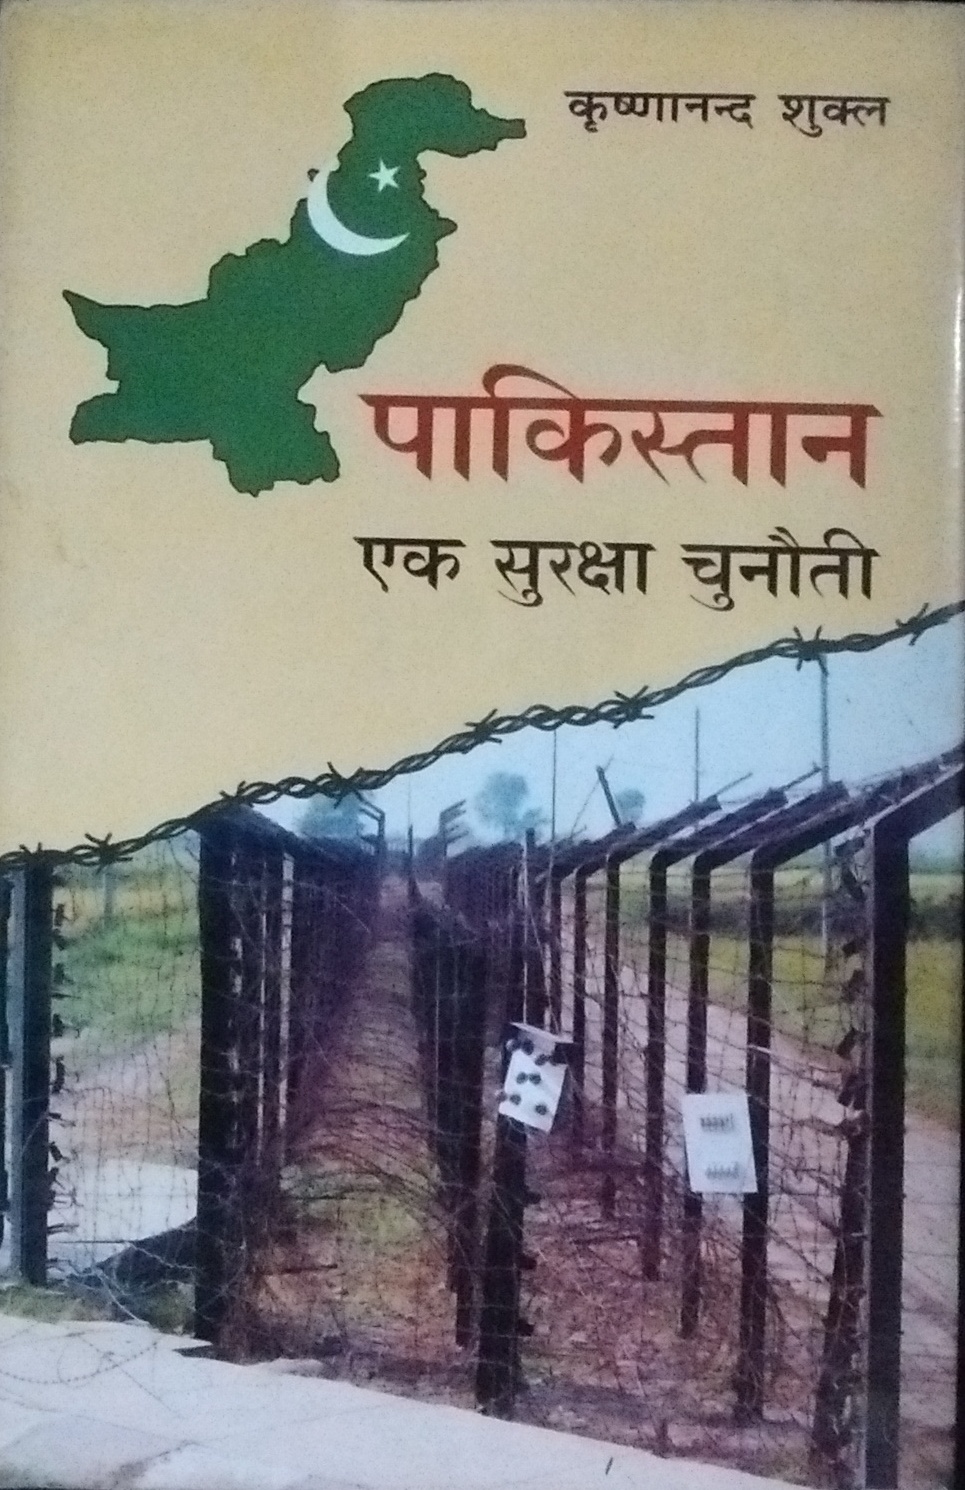 कृष्णानन्द शुक्ल
पाकिस्तान
एक सुरक्षा चुनौती